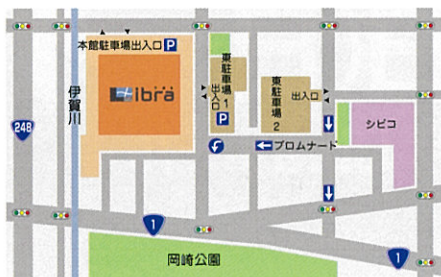 本館駐車場出入口 P
Libra
伊賀川
248
東駐車場1
出入口
P
東駐車場2
出入口
シビコ
プロムナード
1
岡崎公園
1